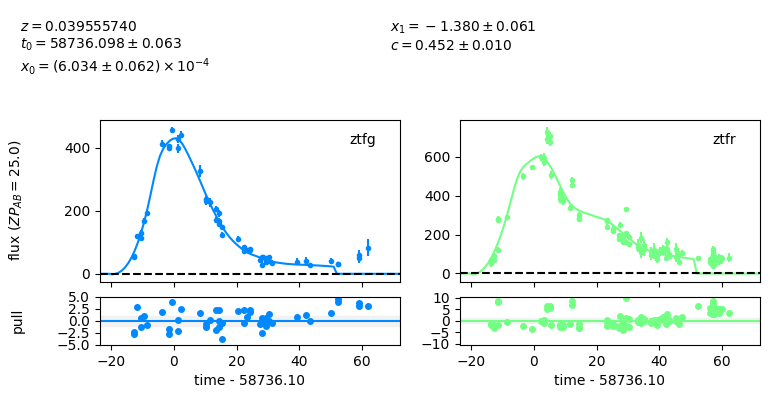 z = 0.039555740
t₀ = 58736.098 ± 0.063
x₀ = (6.034 ± 0.062) × 10⁻⁴
x₁ = −1.380 ± 0.061
c = 0.452 ± 0.010
flux (ZP_AB = 25.0)
400
200
0
ztfg
600
400
200
0
ztfr
pull
5.0
2.5
0.0
−2.5
−5.0
−20 0 20 40 60
time - 58736.10
10
5
0
−5
−10
−20 0 20 40 60
time - 58736.10